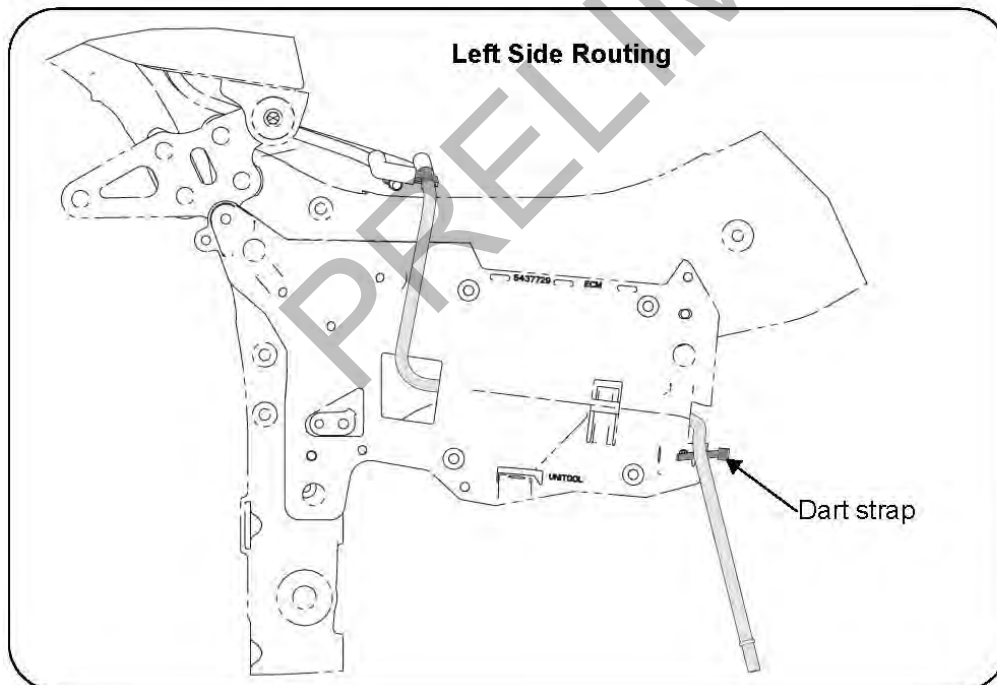 Left Side Routing
PRELIM
5437729 ECM
UNITOOL
Dart strap